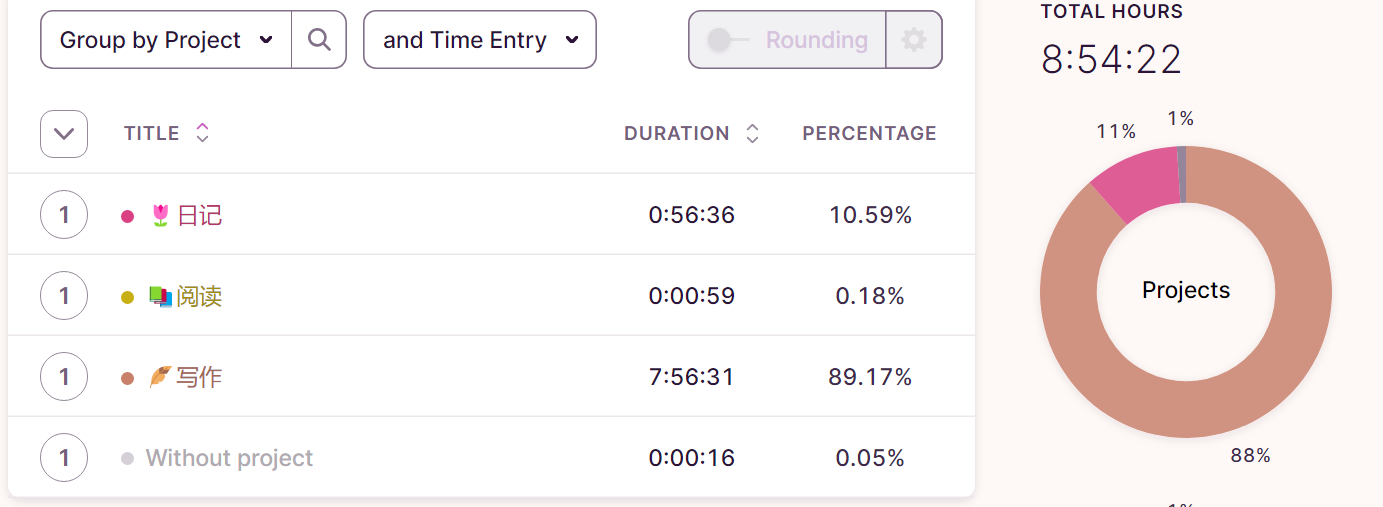 TOTAL HOURS
Group by Project
and Time Entry
Rounding
8:54:22
TITLE DURATION PERCENTAGE
1 🌷日记 0:56:36 10.59%
1 📚阅读 0:00:59 0.18%
1 🪶写作 7:56:31 89.17%
1 Without project 0:00:16 0.05%
11%
1%
Projects
88%